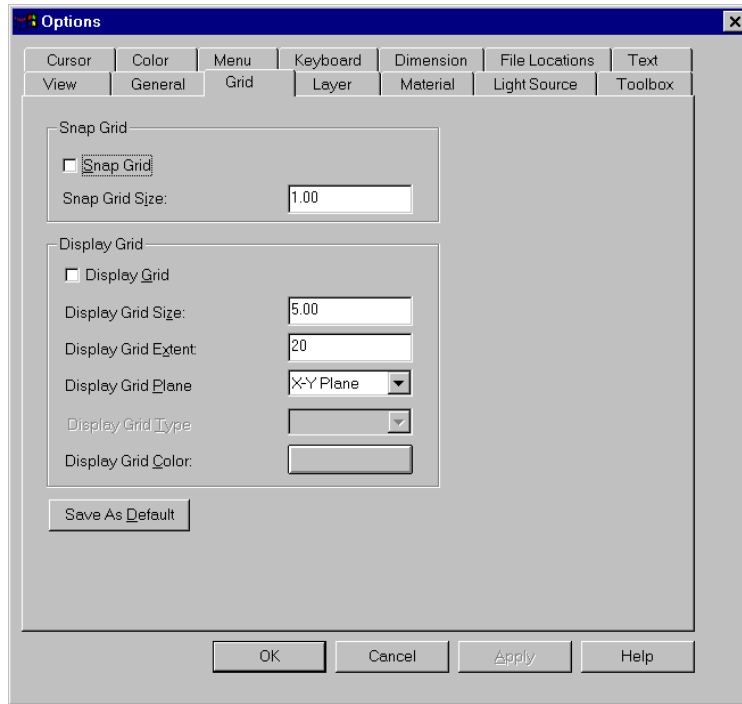 Options
Cursor Color Menu Keyboard Dimension File Locations Text
View General Grid Layer Material Light Source Toolbox
Snap Grid
Snap Grid
Snap Grid Size: 1.00
Display Grid
Display Grid
Display Grid Size: 5.00
Display Grid Extent: 20
Display Grid Plane X-Y Plane
Display Grid Type
Display Grid Color:
Save As Default
OK Cancel Apply Help